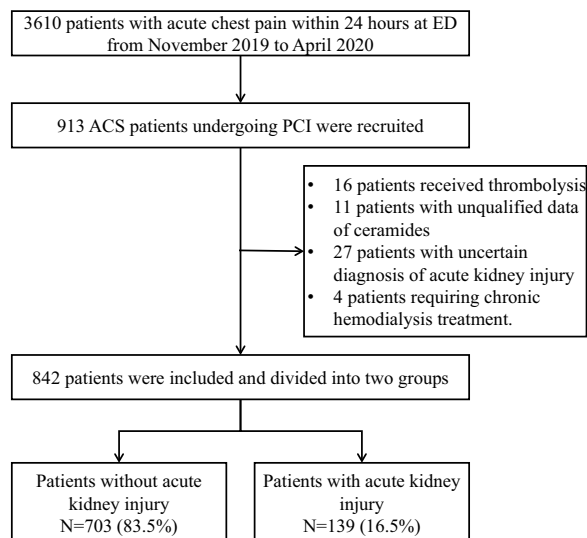 3610 patients with acute chest pain within 24 hours at ED
from November 2019 to April 2020
913 ACS patients undergoing PCI were recruited
• 16 patients received thrombolysis
• 11 patients with unqualified data
of ceramides
• 27 patients with uncertain
diagnosis of acute kidney injury
• 4 patients requiring chronic
hemodialysis treatment.
842 patients were included and divided into two groups
Patients without acute
kidney injury
N=703 (83.5%)
Patients with acute kidney
injury
N=139 (16.5%)